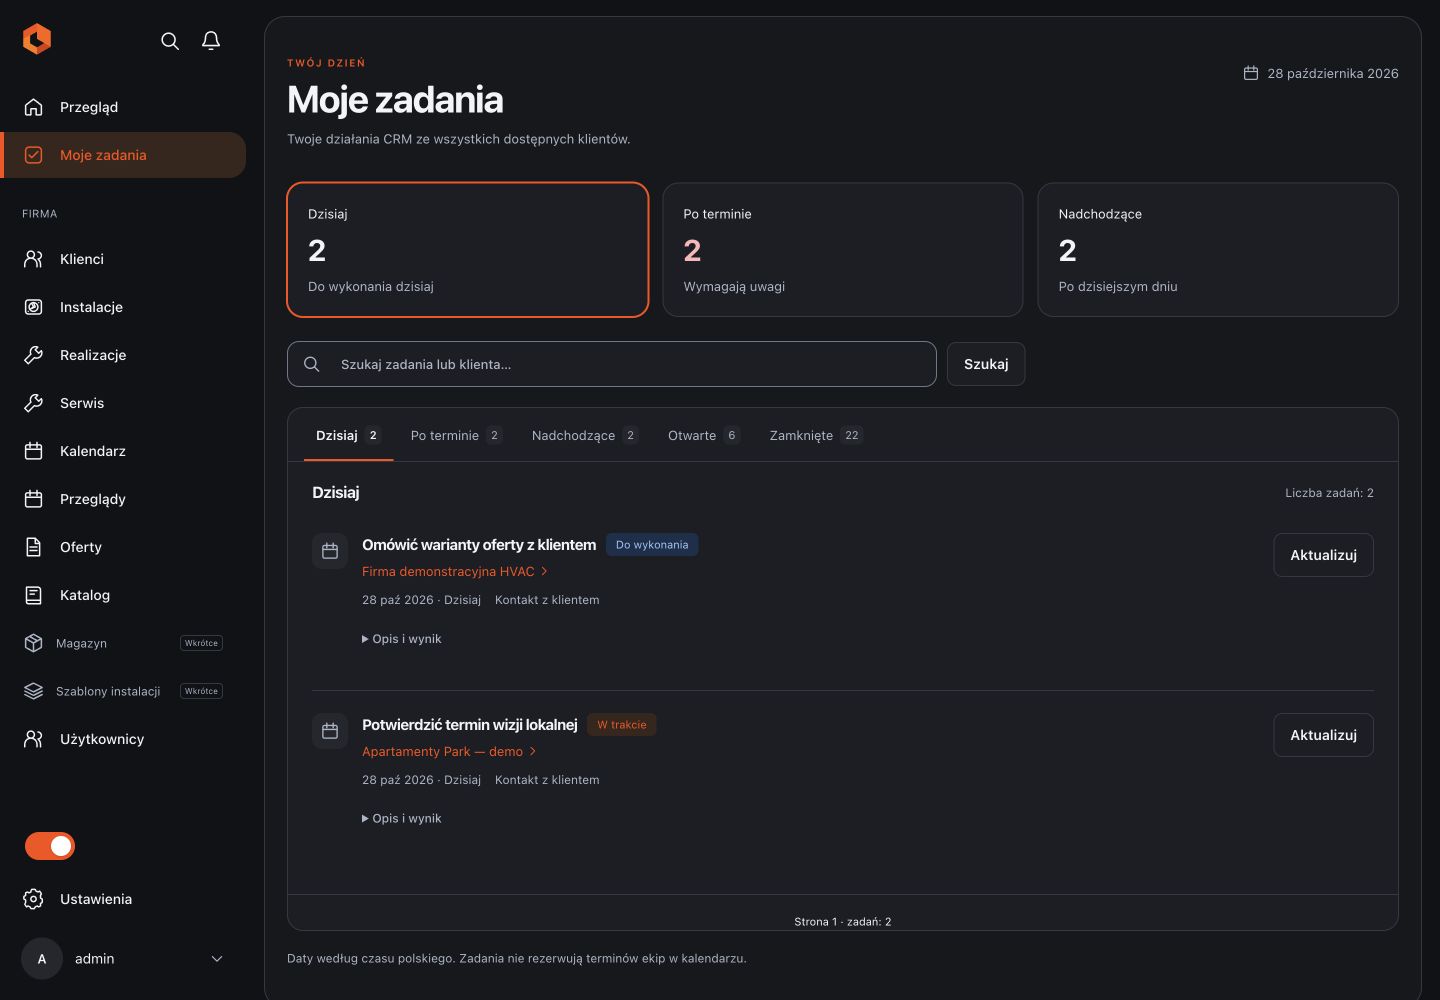 Przegląd
Moje zadania
FIRMA
Klienci
Instalacje
Realizacje
Serwis
Kalendarz
Przeglądy
Oferty
Katalog
Magazyn Wkrótce
Szablony instalacji Wkrótce
Użytkownicy
Ustawienia
A admin
TWÓJ DZIEŃ
28 października 2026
Moje zadania
Twoje działania CRM ze wszystkich dostępnych klientów.
Dzisiaj
2
Do wykonania dzisiaj
Po terminie
2
Wymagają uwagi
Nadchodzące
2
Po dzisiejszym dniu
Szukaj zadania lub klienta...
Szukaj
Dzisiaj 2 Po terminie 2 Nadchodzące 2 Otwarte 6 Zamknięte 22
Dzisiaj
Liczba zadań: 2
Omówić warianty oferty z klientem Do wykonania
Aktualizuj
Firma demonstracyjna HVAC
28 paź 2026 · Dzisiaj Kontakt z klientem
Opis i wynik
Potwierdzić termin wizji lokalnej W trakcie
Aktualizuj
Apartamenty Park — demo
28 paź 2026 · Dzisiaj Kontakt z klientem
Opis i wynik
Strona 1 · zadań: 2
Daty według czasu polskiego. Zadania nie rezerwują terminów ekip w kalendarzu.